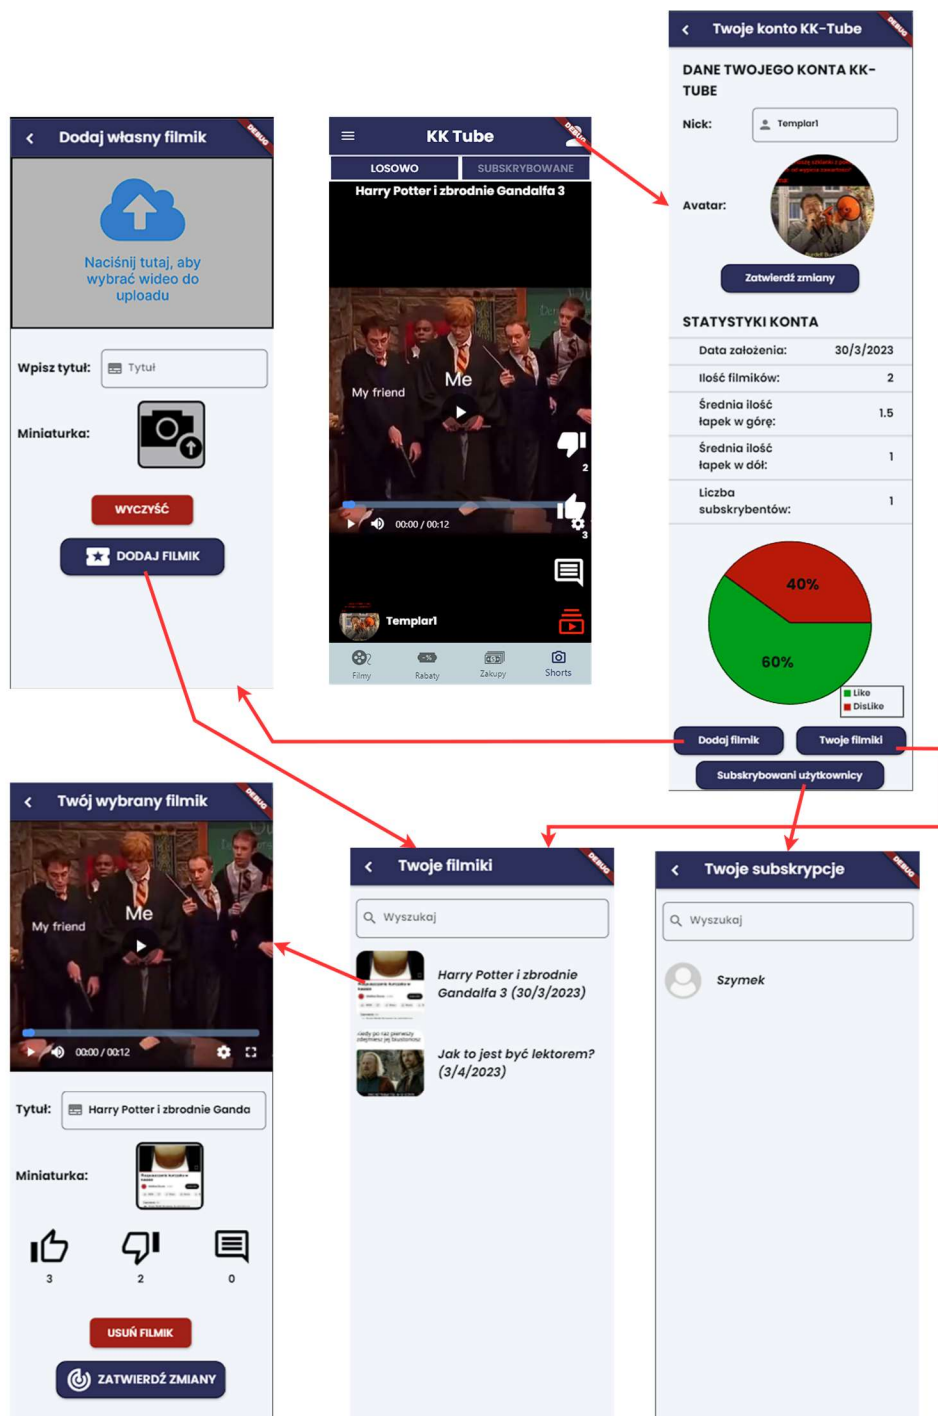 Twoje konto KK-Tube
DEBUG
DANE TWOJEGO KONTA KK-
TUBE
Nick:
Templar1
Avatar:
Zatwierdź zmiany
STATYSTYKI KONTA
Data założenia: 30/3/2023
Ilość filmików: 2
Średnia ilość
łapek w górę: 1.5
Średnia ilość
łapek w dół: 1
Liczba
subskrybentów: 1
40%
60%
Like
DisLike
Dodaj filmik
Twoje filmiki
Subskrybowani użytkownicy
Dodaj własny filmik
DEBUG
Naciśnij tutaj, aby
wybrać wideo do
uploadu
Wpisz tytuł:
Tytuł
Miniaturka:
WYCZYŚĆ
DODAJ FILMIK
KK Tube
DEBUG
LOSOWO
SUBSKRYBOWANE
Harry Potter i zbrodnie Gandalfa 3
My friend
Me
2
3
00:00 / 00:12
Templar1
Filmy
Rabaty
Zakupy
Shorts
Twój wybrany filmik
DEBUG
My friend
Me
00:00 / 00:12
Tytuł:
Harry Potter i zbrodnie Ganda
Miniaturka:
3
2
0
USUŃ FILMIK
ZATWIERDŹ ZMIANY
Twoje filmiki
DEBUG
Wyszukaj
Harry Potter i zbrodnie
Gandalfa 3 (30/3/2023)
Jak to jest być lektorem?
(3/4/2023)
Twoje subskrypcje
DEBUG
Wyszukaj
Szymek